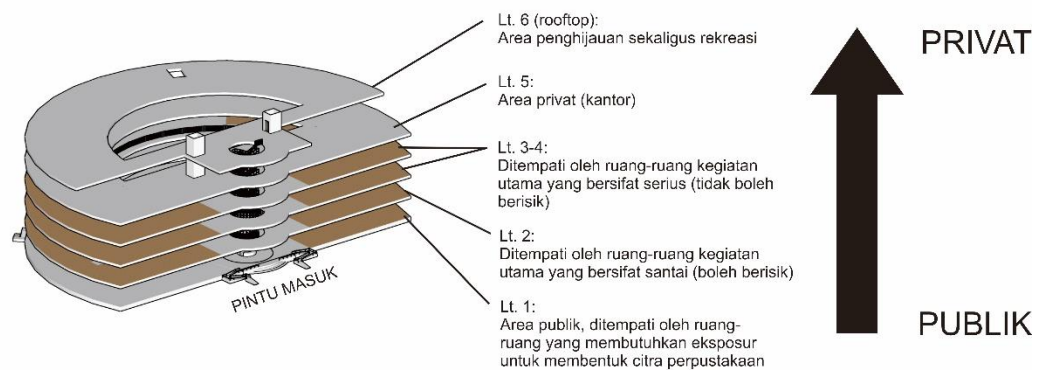 Lt. 6 (rooftop):
Area penghijauan sekaligus rekreasi
Lt. 5:
Area privat (kantor)
Lt. 3-4:
Ditempati oleh ruang-ruang kegiatan
utama yang bersifat serius (tidak boleh
berisik)
Lt. 2:
Ditempati oleh ruang-ruang kegiatan
utama yang bersifat santai (boleh berisik)
Lt. 1:
Area publik, ditempati oleh ruang-
ruang yang membutuhkan eksposur
untuk membentuk citra perpustakaan
PINTU MASUK
PRIVAT
PUBLIK